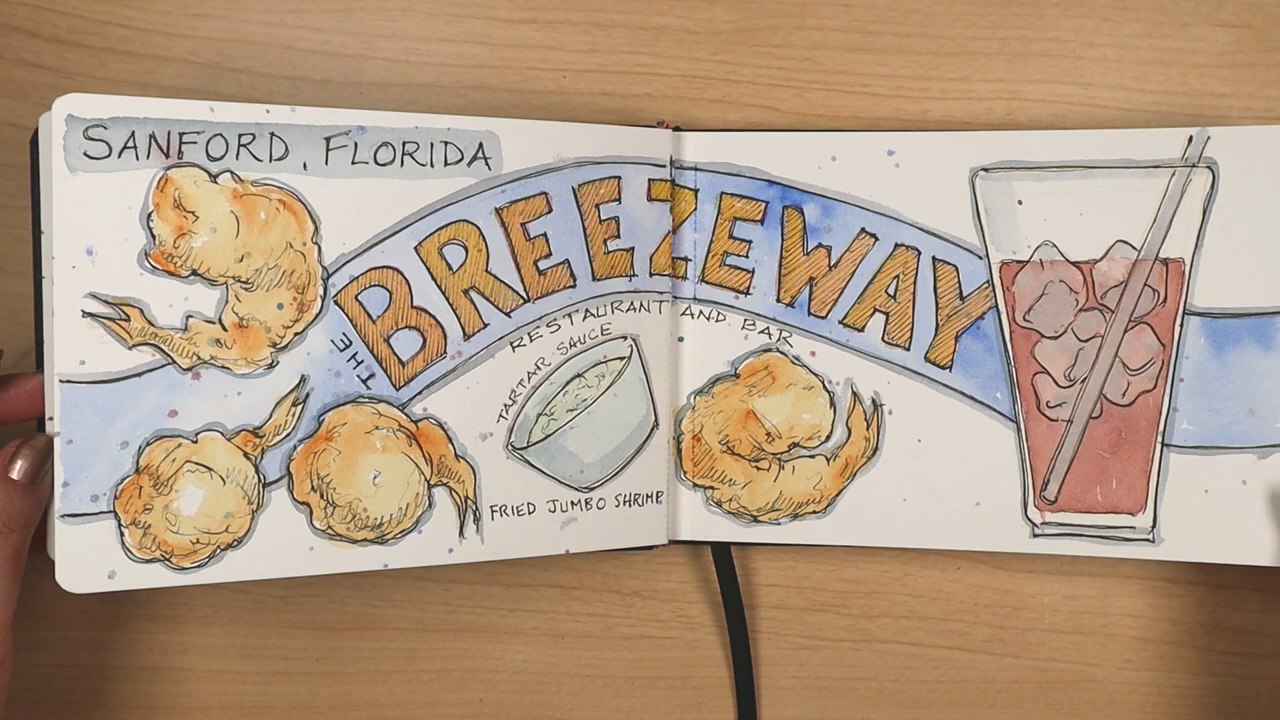 SANFORD, FLORIDA
THE
BREEZEWAY
RESTAURANT AND BAR
TARTAR SAUCE
FRIED JUMBO SHRIMP